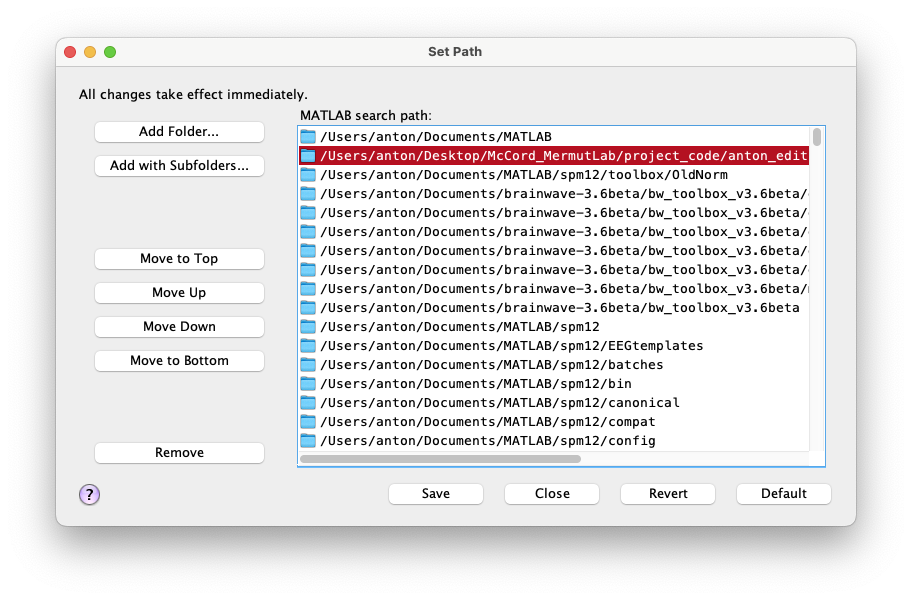 Set Path
All changes take effect immediately.
MATLAB search path:
Add Folder...
Add with Subfolders...
Move to Top
Move Up
Move Down
Move to Bottom
Remove
/Users/anton/Documents/MATLAB
/Users/anton/Desktop/McCord_MermutLab/project_code/anton_edit
/Users/anton/Documents/MATLAB/spm12/toolbox/OldNorm
/Users/anton/Documents/brainwave-3.6beta/bw_toolbox_v3.6beta/
/Users/anton/Documents/brainwave-3.6beta/bw_toolbox_v3.6beta/
/Users/anton/Documents/brainwave-3.6beta/bw_toolbox_v3.6beta/
/Users/anton/Documents/brainwave-3.6beta/bw_toolbox_v3.6beta/
/Users/anton/Documents/brainwave-3.6beta/bw_toolbox_v3.6beta/
/Users/anton/Documents/brainwave-3.6beta/bw_toolbox_v3.6beta/
/Users/anton/Documents/brainwave-3.6beta/bw_toolbox_v3.6beta
/Users/anton/Documents/MATLAB/spm12
/Users/anton/Documents/MATLAB/spm12/EEGtemplates
/Users/anton/Documents/MATLAB/spm12/batches
/Users/anton/Documents/MATLAB/spm12/bin
/Users/anton/Documents/MATLAB/spm12/canonical
/Users/anton/Documents/MATLAB/spm12/compat
/Users/anton/Documents/MATLAB/spm12/config
?
Save
Close
Revert
Default